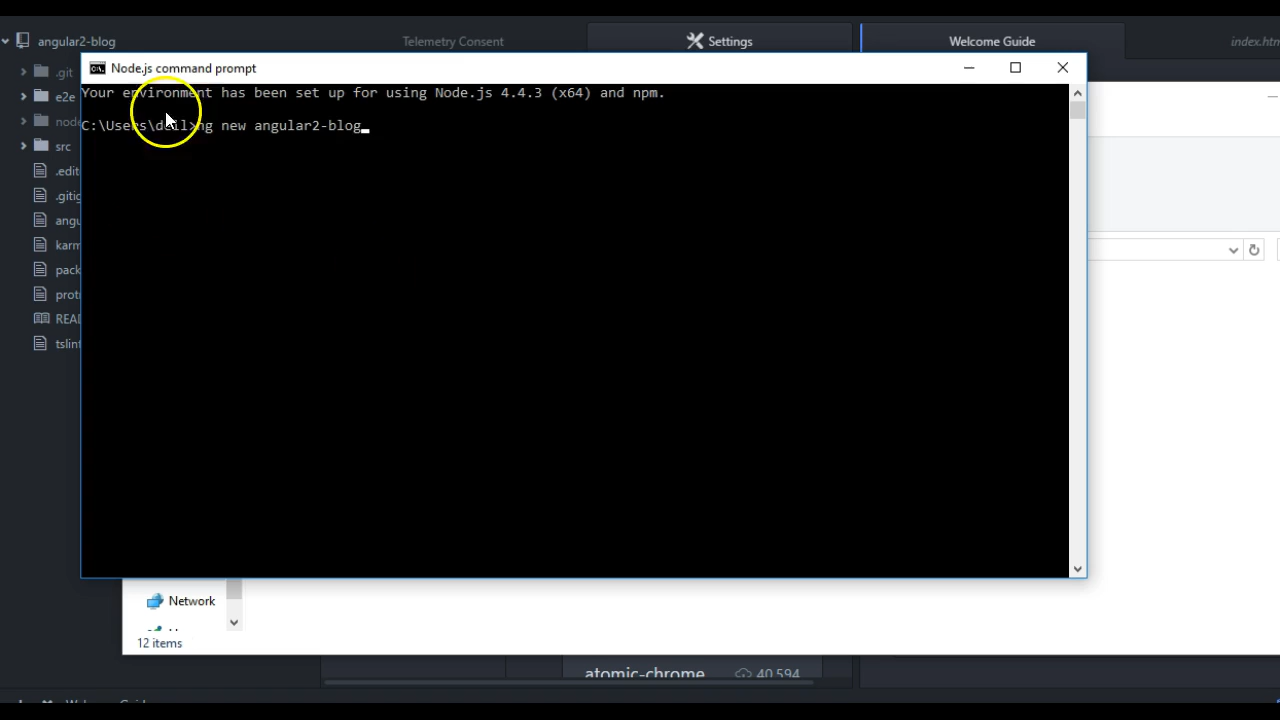 angular2-blog
Telemetry Consent
Settings
Welcome Guide
.git
e2e
src
Node.js command prompt
Your environment has been set up for using Node.js 4.4.3 (x64) and npm.
C:\Users\deil>ng new angular2-blog
Network
12 items
atomic-chrome
40,594